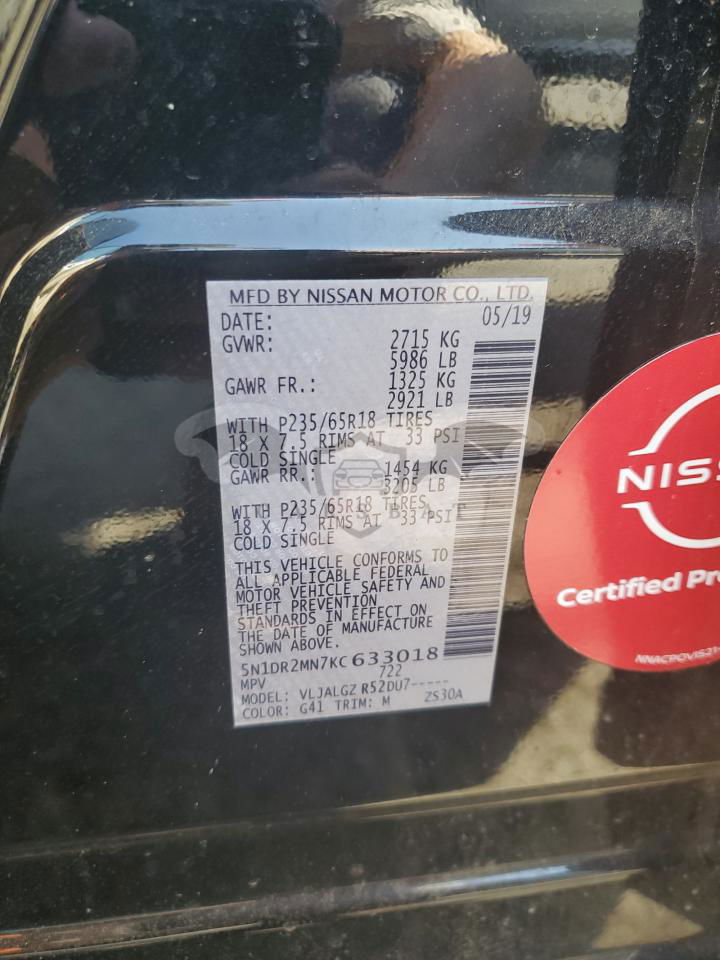 MFD BY NISSAN MOTOR CO., LTD.
DATE: 05/19
GVWR: 2715 KG
5986 LB
GAWR FR.: 1325 KG
2921 LB
WITH P235/65R18 TIRES
18 X 7.5 RIMS AT 33 PSI
COLD SINGLE
GAWR RR.: 1454 KG
3205 LB
WITH P235/65R18 TIRES
18 X 7.5 RIMS AT 33 PSI
COLD SINGLE
THIS VEHICLE CONFORMS TO
ALL APPLICABLE FEDERAL
MOTOR VEHICLE SAFETY AND
THEFT PREVENTION
STANDARDS IN EFFECT ON
THE DATE OF MANUFACTURE
SHOWN ABOVE.
5N1DR2MN7KC633018
MPV 722
MODEL: VLJALGZ R52DU7-----
COLOR: G41 TRIM: M ZS30A
NISS
Certified Pr
NNACPOVIS21